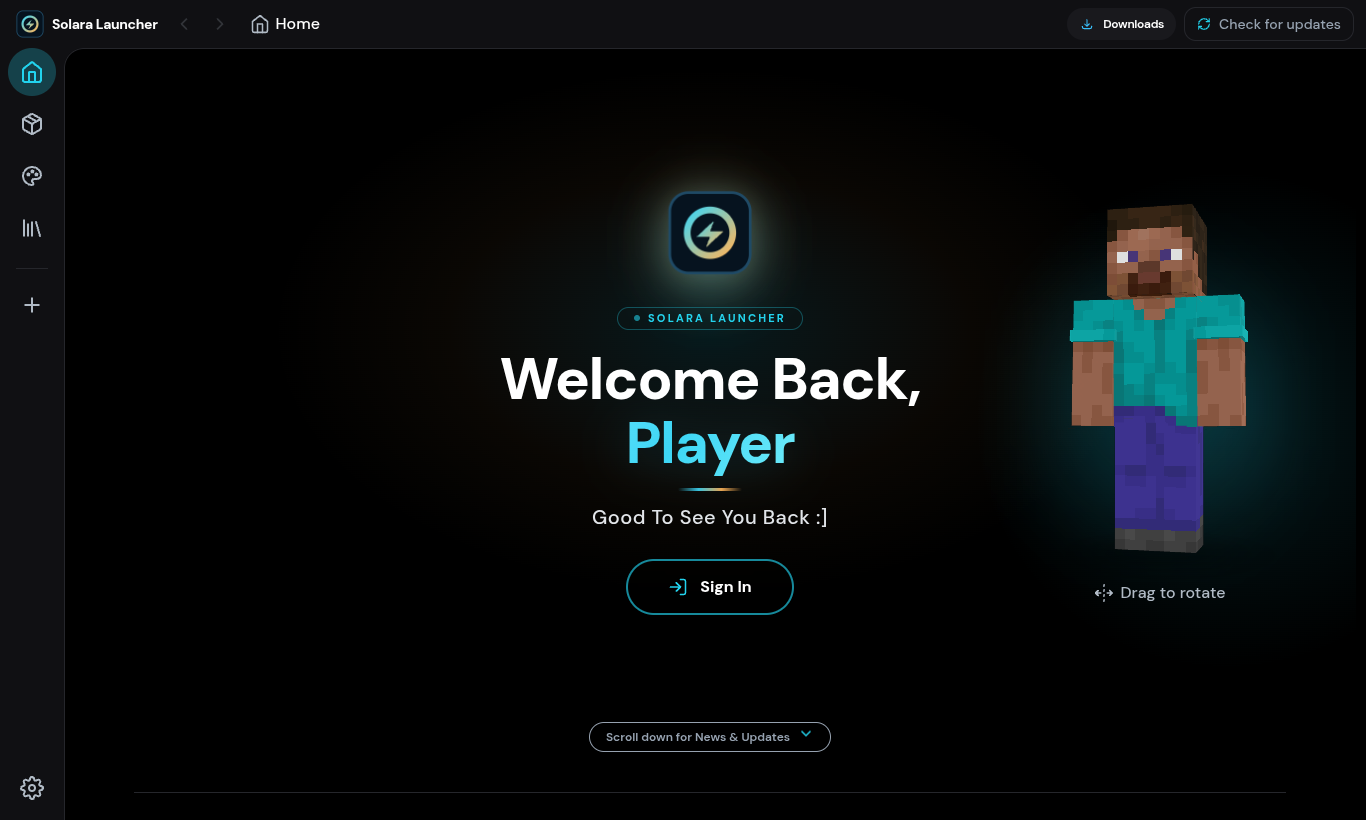 Solara Launcher
Home
Downloads
Check for updates
SOLARA LAUNCHER
Welcome Back,
Player
Good To See You Back :]
Sign In
Drag to rotate
Scroll down for News & Updates